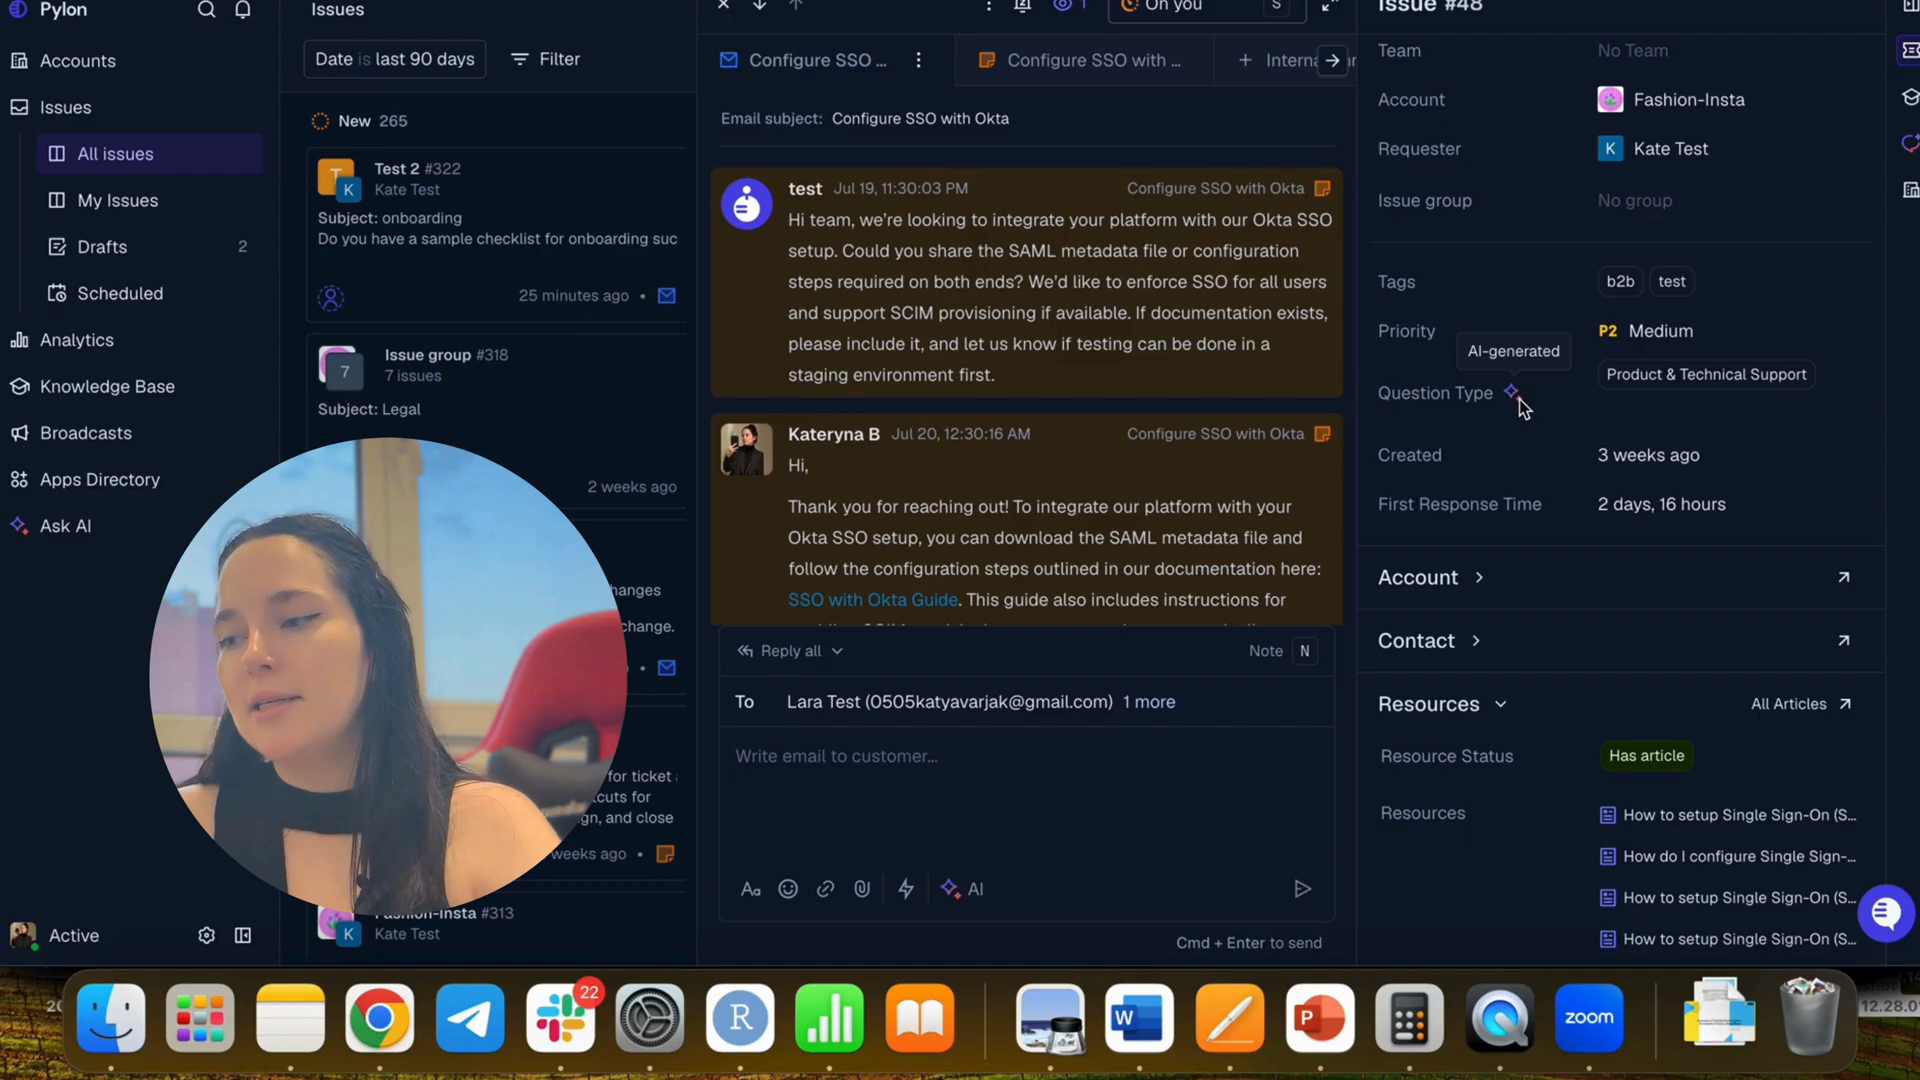 Pylon
Accounts
Issues
All issues
My Issues
Drafts 2
Scheduled
Analytics
Knowledge Base
Broadcasts
Apps Directory
Ask AI
Active
Issues
Date is last 90 days
Filter
New 265
Test 2 #322
T
K
Kate Test
Subject: onboarding
Do you have a sample checklist for onboarding suc
25 minutes ago •
Issue group #318
7
7 issues
Subject: Legal
2 weeks ago
changes
change.
for ticket
cuts for
gn, and close
weeks ago •
Fashion-Insta #313
K
Kate Test
1
On you S
Configure SSO ...
Configure SSO with ...
+ Interna
Email subject: Configure SSO with Okta
test Jul 19, 11:30:03 PM Configure SSO with Okta
Hi team, we're looking to integrate your platform with our Okta SSO
setup. Could you share the SAML metadata file or configuration
steps required on both ends? We'd like to enforce SSO for all users
and support SCIM provisioning if available. If documentation exists,
please include it, and let us know if testing can be done in a
staging environment first.
Kateryna B Jul 20, 12:30:16 AM Configure SSO with Okta
Hi,
Thank you for reaching out! To integrate our platform with your
Okta SSO setup, you can download the SAML metadata file and
follow the configuration steps outlined in our documentation here:
SSO with Okta Guide. This guide also includes instructions for
Reply all
Note N
To Lara Test (0505katyavarjak@gmail.com) 1 more
Write email to customer...
Aa
AI
Cmd + Enter to send
Issue #48
Team No Team
Account Fashion-Insta
Requester K Kate Test
Issue group No group
Tags b2b test
Priority P2 Medium
AI-generated
Question Type Product & Technical Support
Created 3 weeks ago
First Response Time 2 days, 16 hours
Account
Contact
Resources All Articles
Resource Status Has article
Resources How to setup Single Sign-On (S...
How do I configure Single Sign-...
How to setup Single Sign-On (S...
How to setup Single Sign-On (S...
22
R
W
P
zoom
12.28.0